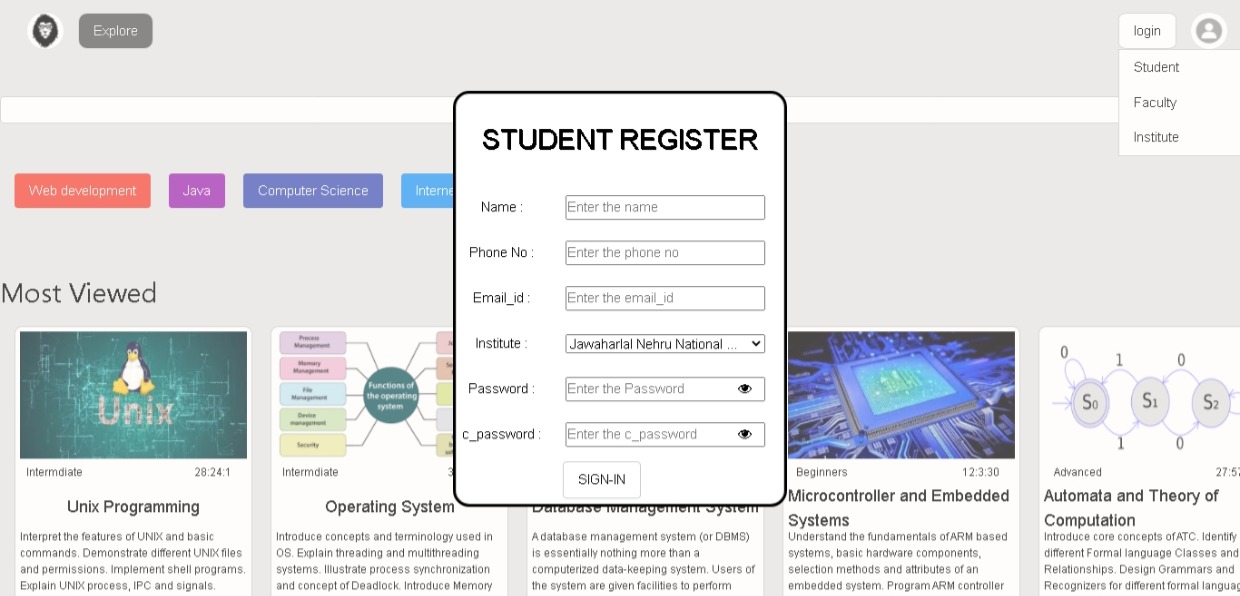 Explore
login
Student
Faculty
Institute
STUDENT REGISTER
Web development
Java
Computer Science
Name :
Enter the name
Phone No :
Enter the phone no
Email_id :
Enter the email_id
Institute :
Jawaharlal Nehru National ...
Password :
Enter the Password
c_password :
Enter the c_password
SIGN-IN
Most Viewed
Unix
Intermdiate
28:24:1
Unix Programming
Interpret the features of UNIX and basic
commands. Demonstrate different UNIX files
and permissions. Implement shell programs.
Explain UNIX process, IPC and signals.
Process
Management
Memory
Management
File
Management
Device
management
Security
Functions of
the operating
system
Intermdiate
Operating System
Introduce concepts and terminology used in
OS. Explain threading and multithreading
systems. Illustrate process synchronization
and concept of Deadlock. Introduce Memory
Database Management System
A database management system (or DBMS)
is essentially nothing more than a
computerized data-keeping system. Users of
the system are given facilities to perform
Beginners
12:3:30
Microcontroller and Embedded
Systems
Understand the fundamentals of ARM based
systems, basic hardware components,
selection methods and attributes of an
embedded system. Program ARM controller
0
1
0
S0
S1
S2
1
0
Advanced
27:57
Automata and Theory of
Computation
Introduce core concepts of ATC. Identify
different Formal language Classes and
Relationships. Design Grammars and
Recognizers for different formal